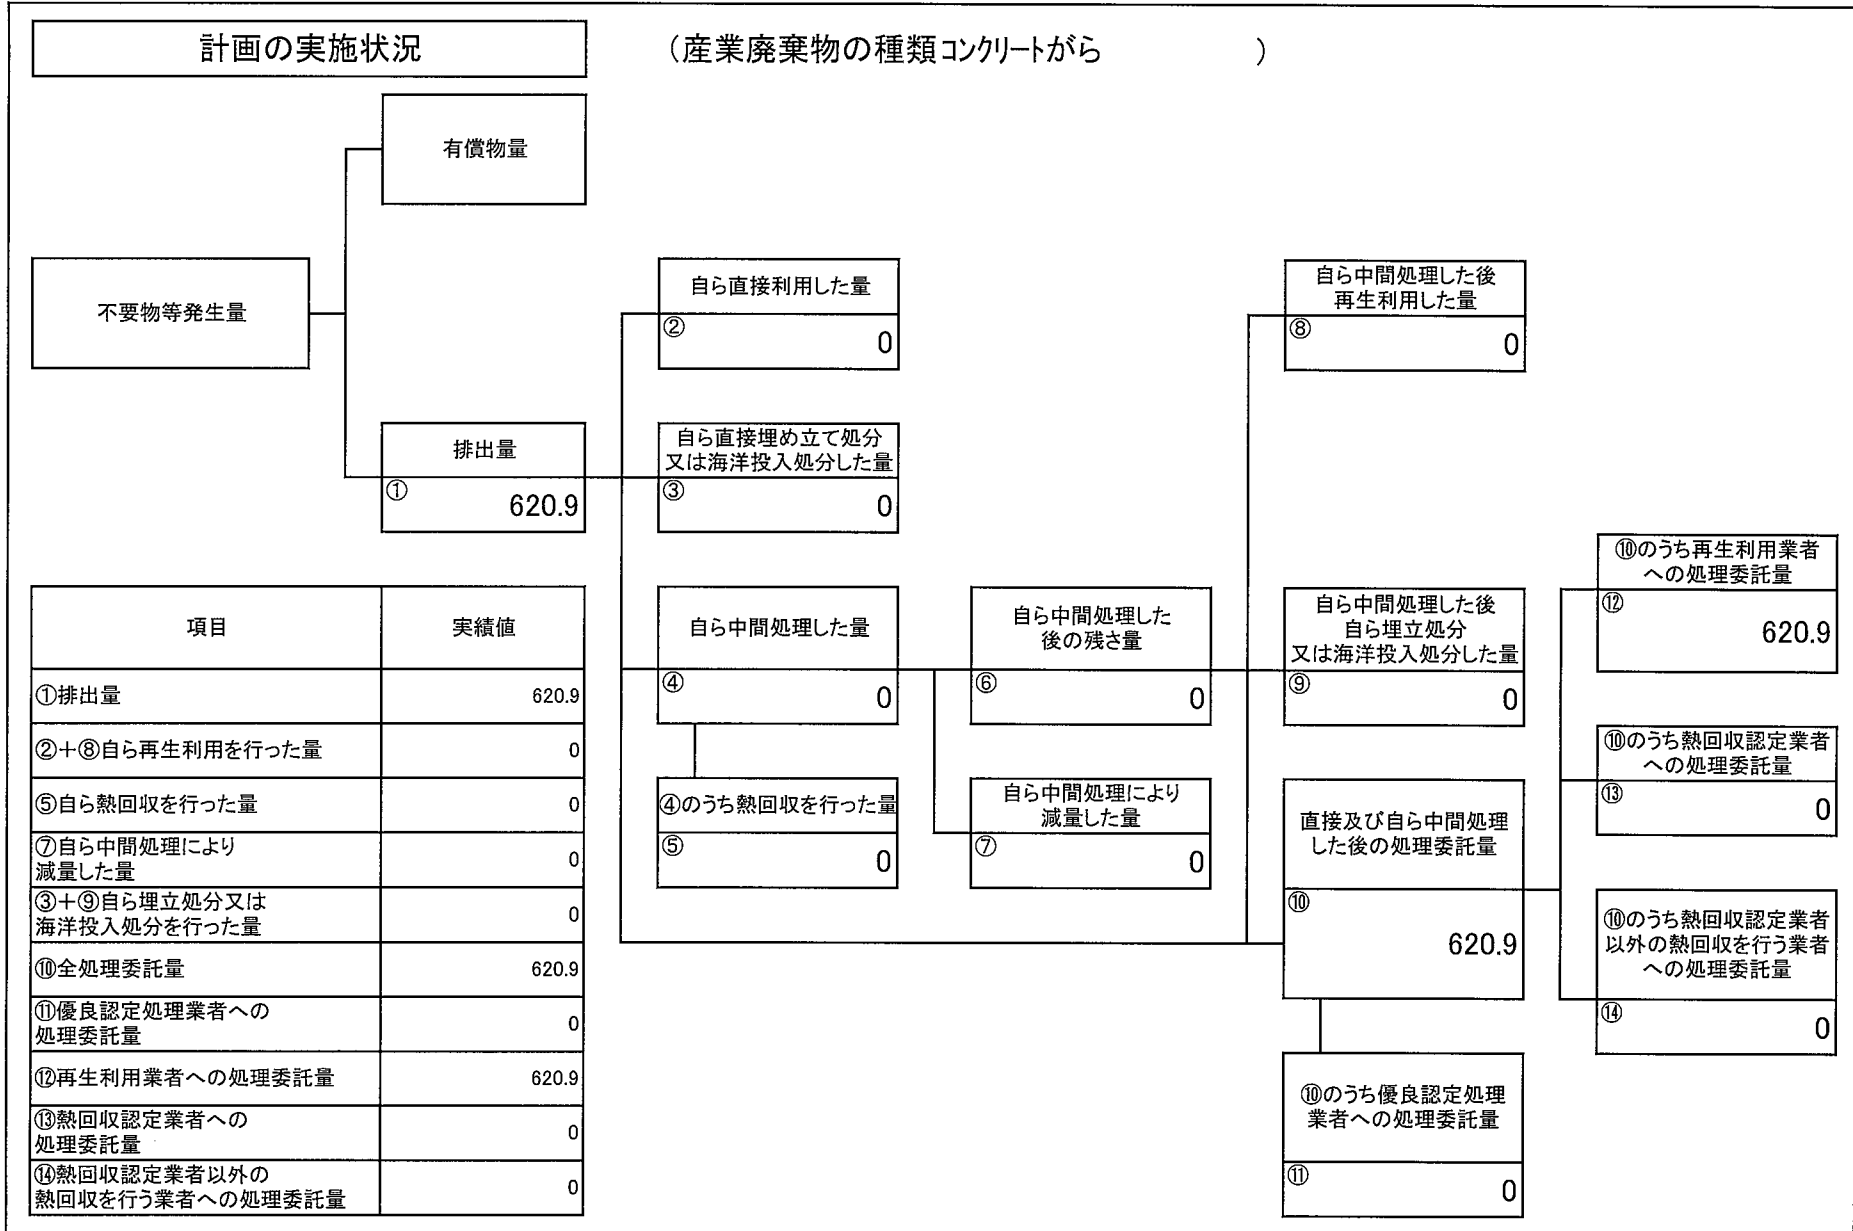 計画の実施状況
（産業廃棄物の種類コンクリートがら　　　　　）
有償物量
不要物等発生量
排出量
①
620.9
自ら直接利用した量
②
0
自ら直接埋め立て処分
又は海洋投入処分した量
③
0
自ら中間処理した量
④
0
④のうち熱回収を行った量
⑤
0
自ら中間処理した
後の残さ量
⑥
0
自ら中間処理により
減量した量
⑦
0
自ら中間処理した後
再生利用した量
⑧
0
自ら中間処理した後
自ら埋立処分
又は海洋投入処分した量
⑨
0
直接及び自ら中間処理
した後の処理委託量
⑩
620.9
⑩のうち優良認定処理
業者への処理委託量
⑪
0
⑩のうち再生利用業者
への処理委託量
⑫
620.9
⑩のうち熱回収認定業者
への処理委託量
⑬
0
⑩のうち熱回収認定業者
以外の熱回収を行う業者
への処理委託量
⑭
0
項目 実績値
①排出量 620.9
②＋⑧自ら再生利用を行った量 0
⑤自ら熱回収を行った量 0
⑦自ら中間処理により
減量した量 0
③＋⑨自ら埋立処分又は
海洋投入処分を行った量 0
⑩全処理委託量 620.9
⑪優良認定処理業者への
処理委託量 0
⑫再生利用業者への処理委託量 620.9
⑬熱回収認定業者への
処理委託量 0
⑭熱回収認定業者以外の
熱回収を行う業者への処理委託量 0